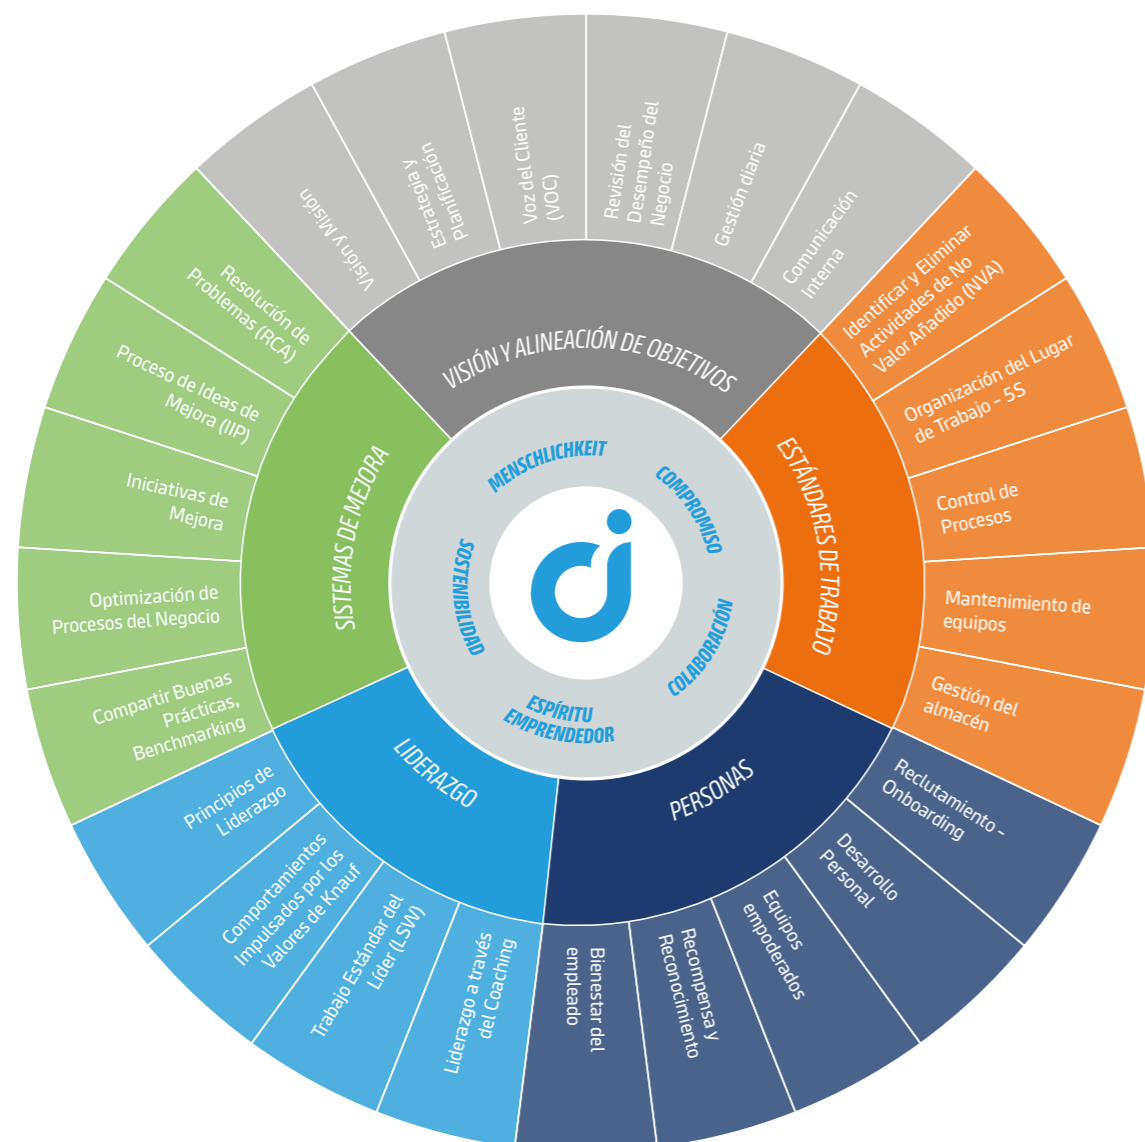 VISIÓN Y ALINEACIÓN DE OBJETIVOS
Visión y Misión
Estrategia y
Planificación
Voz del Cliente
(VOC)
Revisión del
Desempeño del
Negocio
Gestión diaria
Comunicación
Interna
ESTÁNDARES DE TRABAJO
Identificar y Eliminar
Actividades de No
Valor Añadido (NVA)
Organización del Lugar
de Trabajo - 5S
Control de
Procesos
Mantenimiento de
equipos
Gestión del
almacén
PERSONAS
Reclutamiento -
Onboarding
Desarrollo
Personal
Equipos
empoderados
Recompensa y
Reconocimiento
Bienestar del
empleado
LIDERAZGO
Liderazgo a través
del Coaching
Trabajo Estándar del
Líder (LSW)
Comportamientos
Impulsados por los
Valores de Knauf
Principios de
Liderazgo
SISTEMAS DE MEJORA
Compartir Buenas
Prácticas,
Benchmarking
Optimización de
Procesos del Negocio
Iniciativas de
Mejora
Proceso de Ideas de
Mejora (IIP)
Resolución de
Problemas (RCA)
MENSCHLICHKEIT
COMPROMISO
COLABORACIÓN
ESPÍRITU
EMPRENDEDOR
SOSTENIBILIDAD